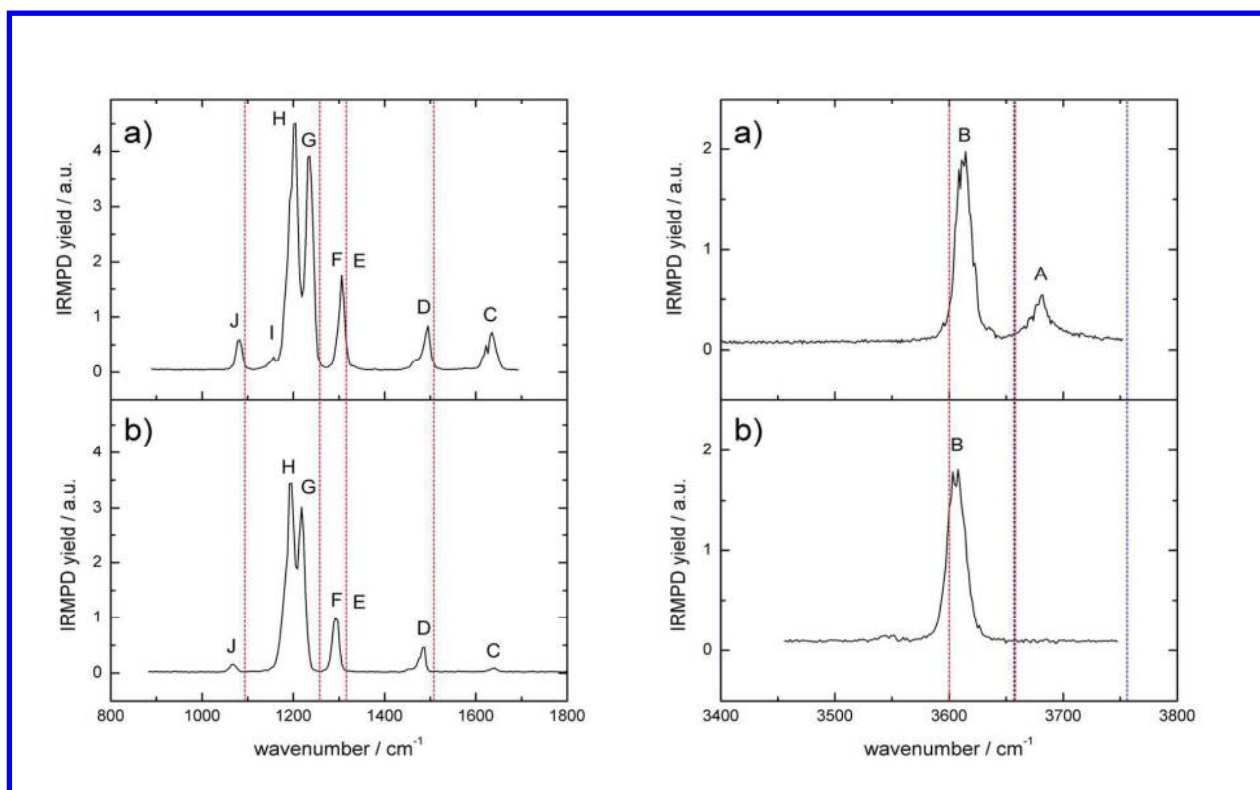 a)
H
G
F E
D
C
J
I
IRMPD yield / a.u.
4
3
2
1
0
b)
H
G
F E
D
C
J
IRMPD yield / a.u.
4
3
2
1
0
800 1000 1200 1400 1600 1800
wavenumber / cm⁻¹
a)
B
A
IRMPD yield / a.u.
2
1
0
b)
B
IRMPD yield / a.u.
2
1
0
3400 3500 3600 3700 3800
wavenumber / cm⁻¹